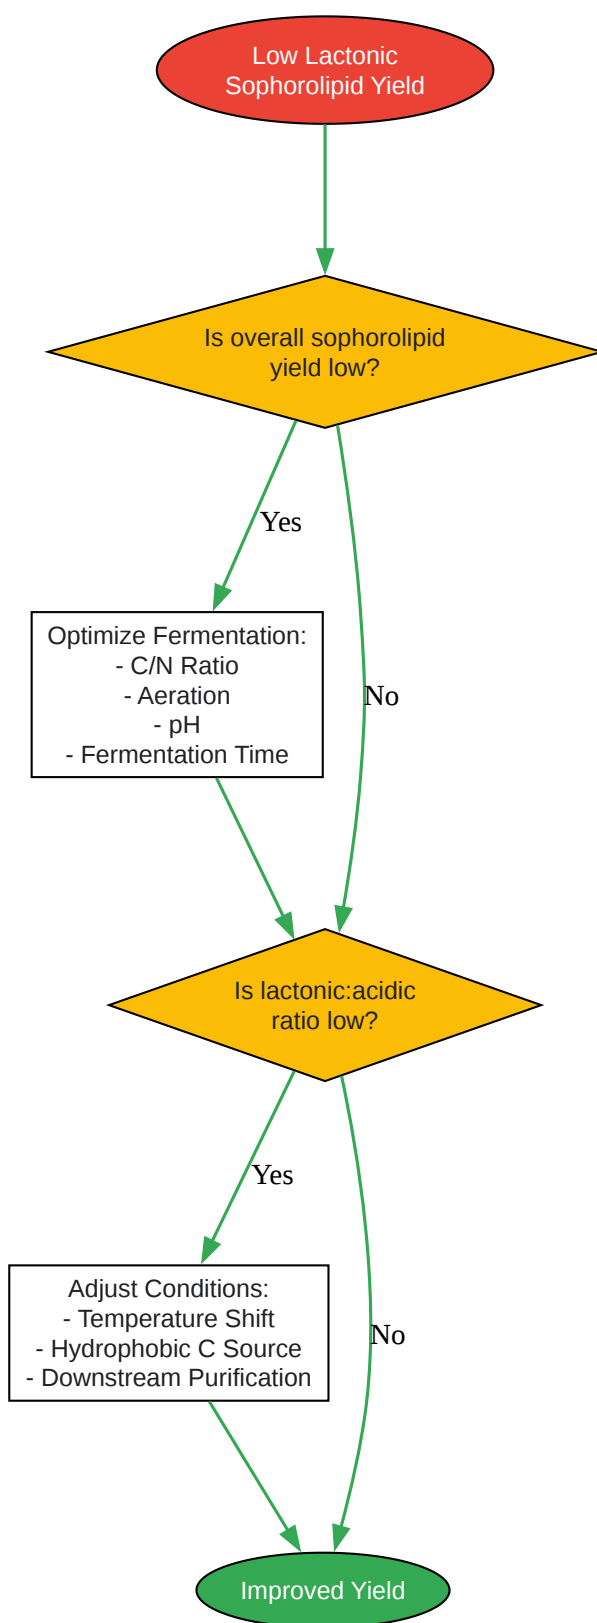 Low Lactonic
Sophorolipid Yield
Is overall sophorolipid
yield low?
Yes
Optimize Fermentation:
- C/N Ratio
- Aeration
- pH
- Fermentation Time
No
Is lactonic:acidic
ratio low?
Yes
Adjust Conditions:
- Temperature Shift
- Hydrophobic C Source
- Downstream Purification
No
Improved Yield